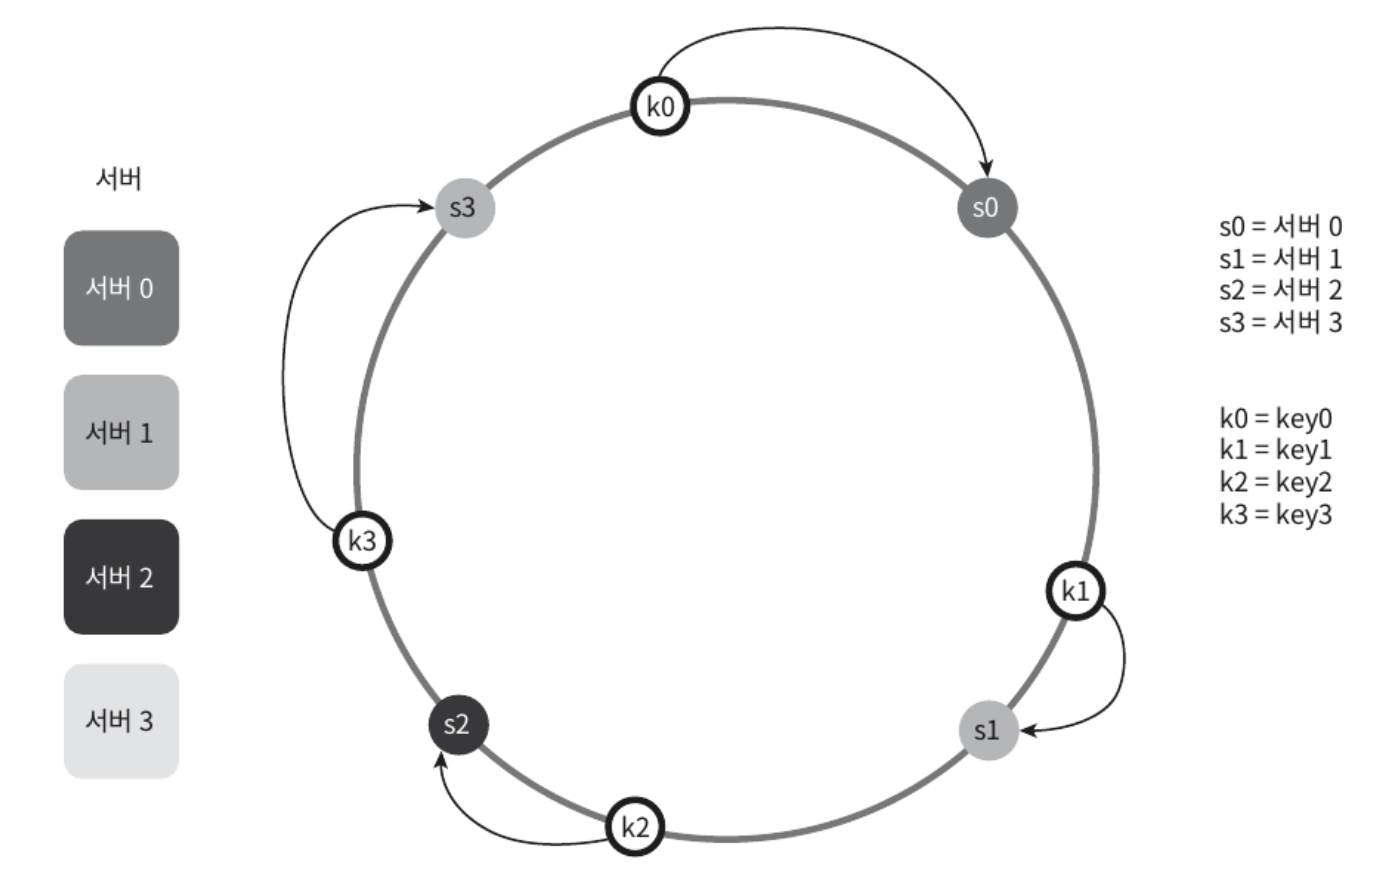 서버
서버 0
서버 1
서버 2
서버 3
k0
s0
k1
s1
k2
s2
k3
s3
s0 = 서버 0
s1 = 서버 1
s2 = 서버 2
s3 = 서버 3
k0 = key0
k1 = key1
k2 = key2
k3 = key3